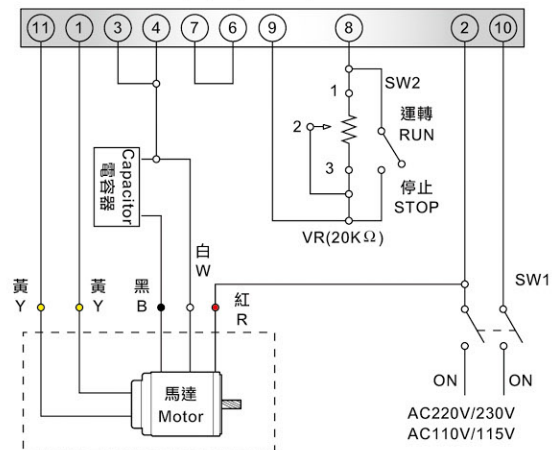 11 1 3 4 7 6 9 8 2 10
1
SW2
2
運轉
RUN
3
停止
STOP
VR(20KΩ)
Capacitor
電容器
白
W
黃
Y
黃
Y
黑
B
紅
R
SW1
馬達
Motor
ON ON
AC220V/230V
AC110V/115V